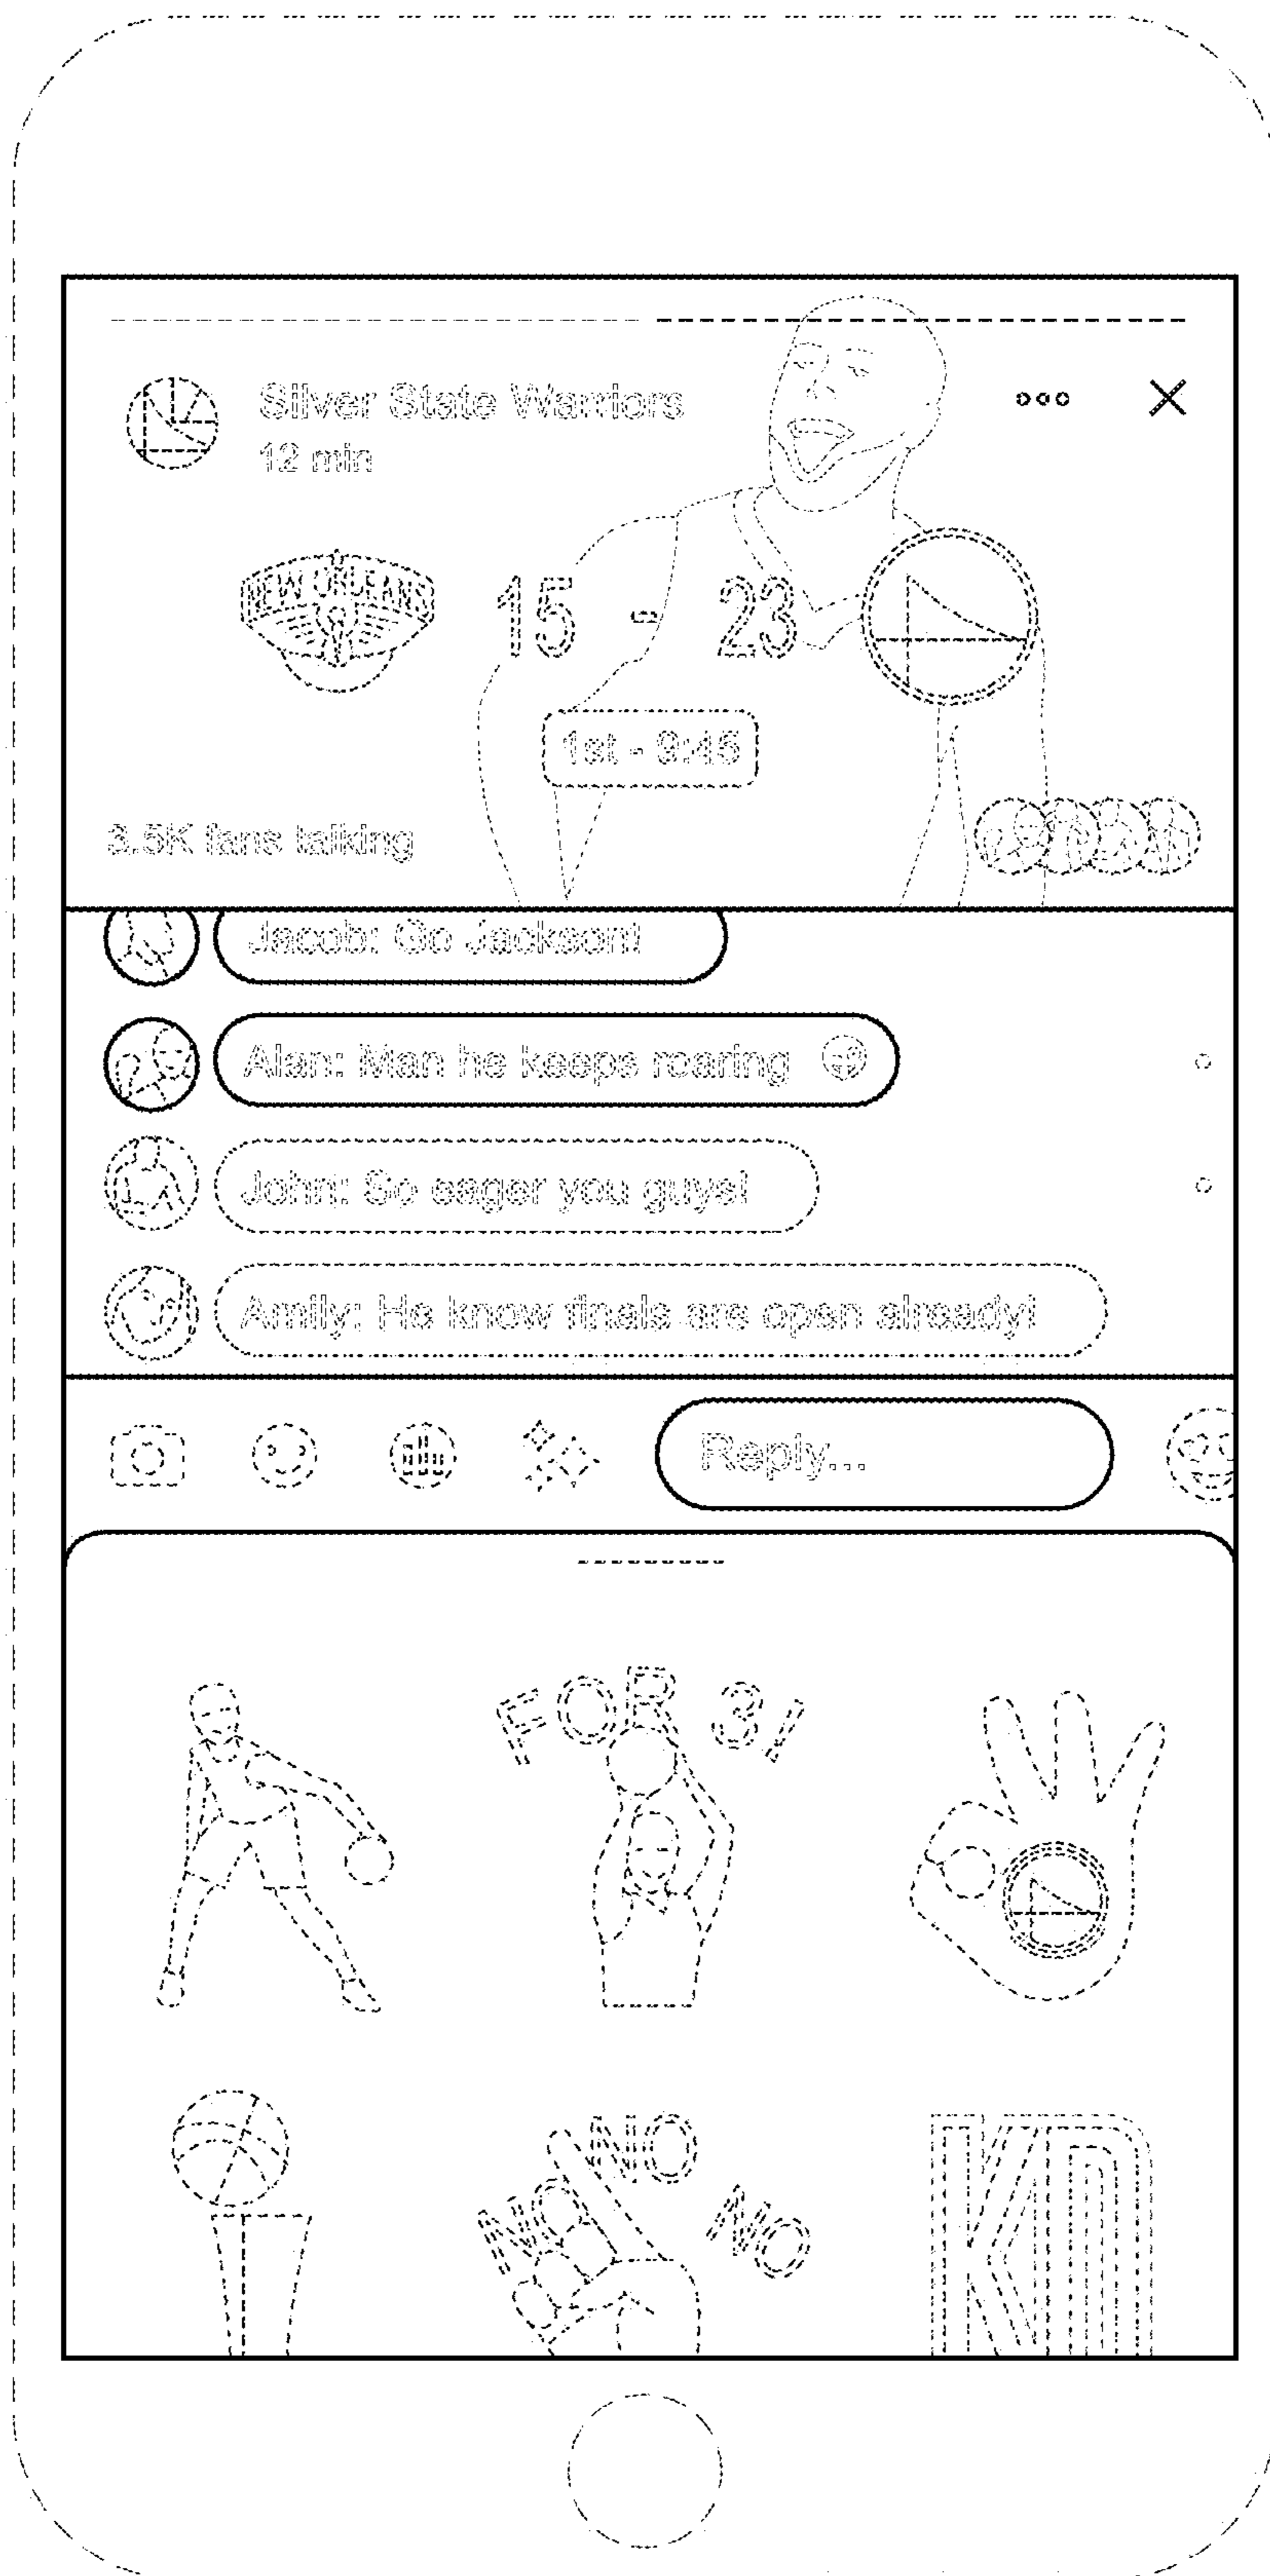 Silver State Warriors
12 min
NEW ORLEANS
15 - 23
1st - 9:45
3.5K fans talking
Jacob: Go Jackson!
Alan: Man he keeps roaring
John: So eager you guys!
Amily: He know finals are open already!
Reply...
FOR 3!
NO NO NO
KD